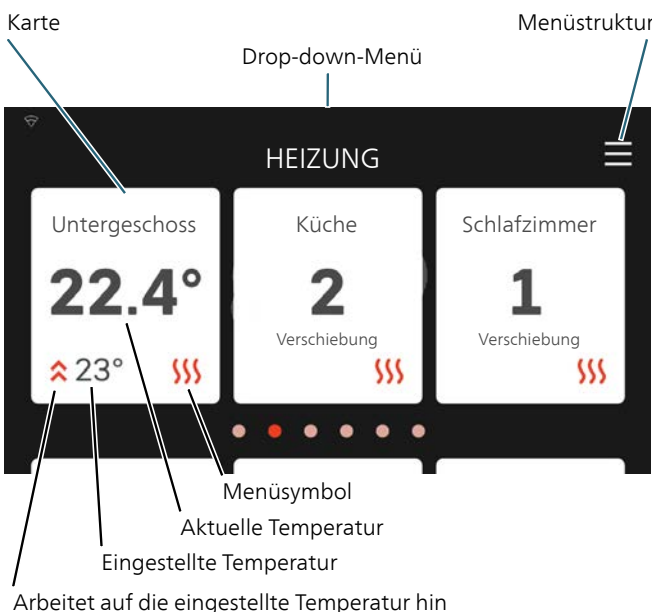 Karte
Menüstruktur
Drop-down-Menü
HEIZUNG
Untergeschoss
Küche
Schlafzimmer
22.4°
2
1
Verschiebung
Verschiebung
23°
Menüsymbol
Aktuelle Temperatur
Eingestellte Temperatur
Arbeitet auf die eingestellte Temperatur hin